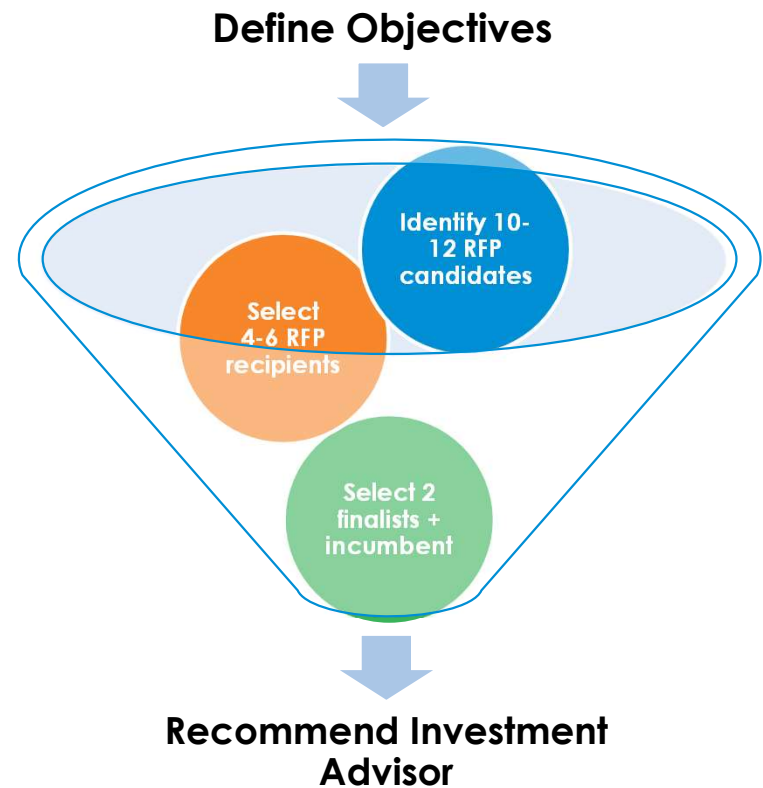 Define Objectives
Identify 10-
12 RFP
candidates
Select
4-6 RFP
recipients
Select 2
finalists +
incumbent
Recommend Investment
Advisor